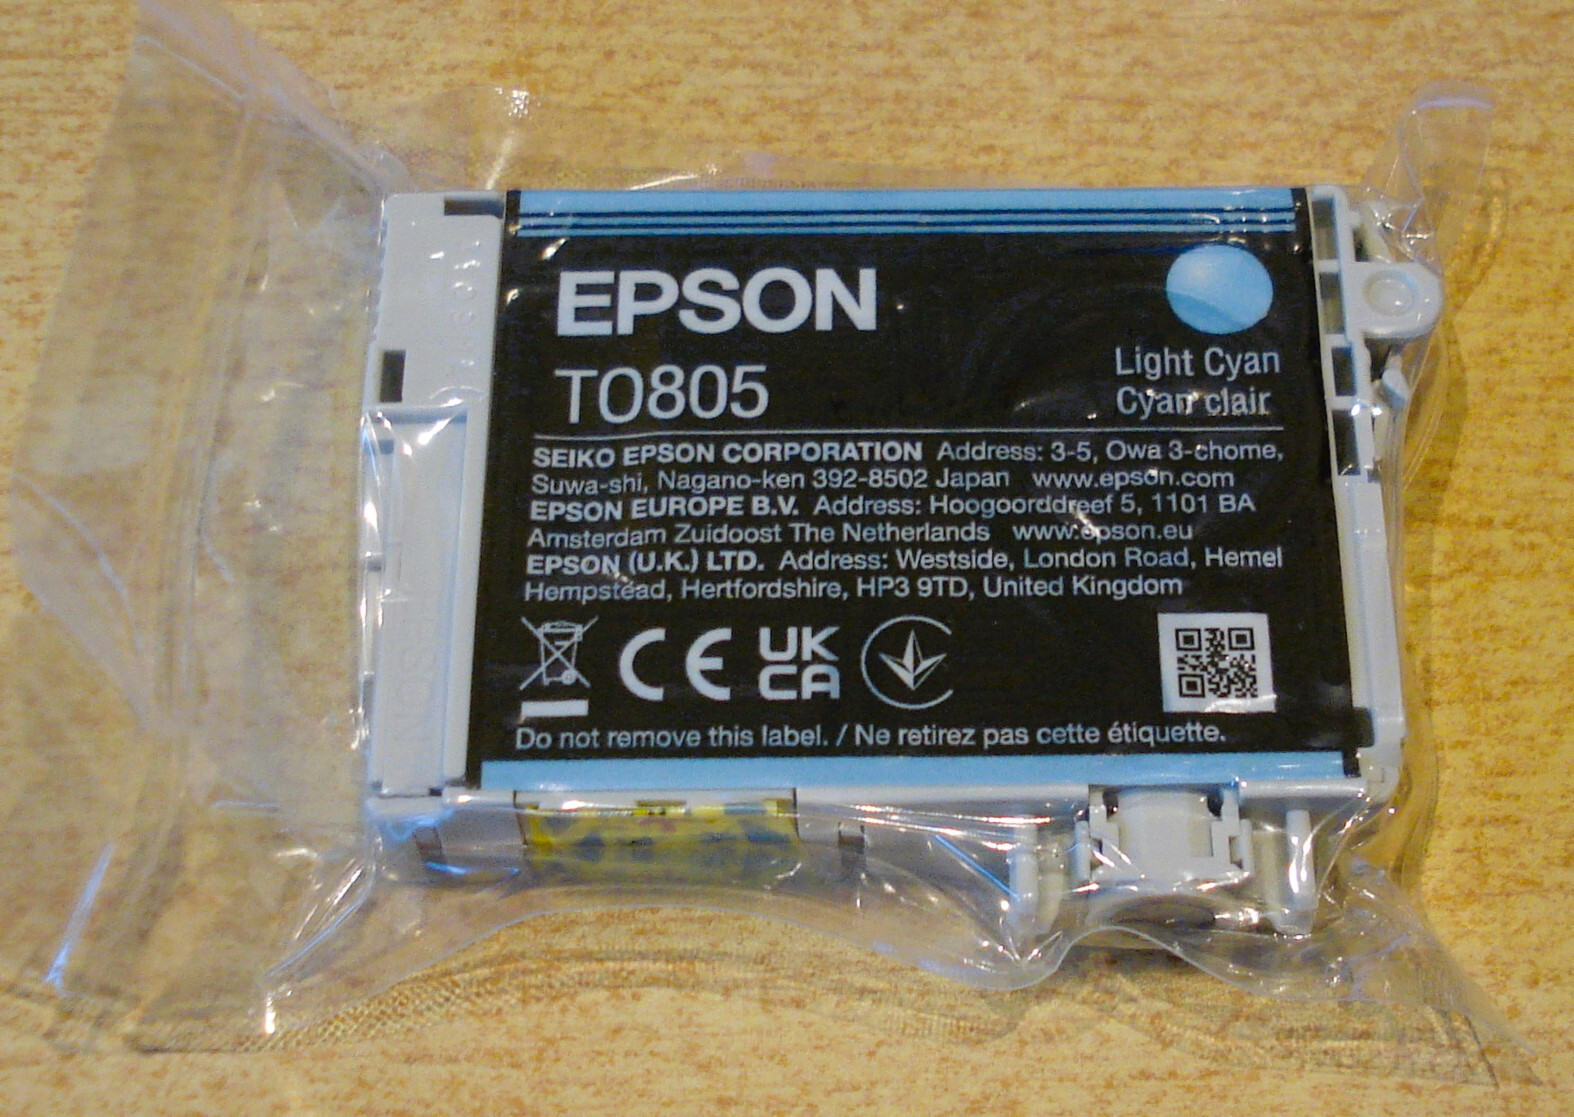 EPSON
T0805
Light Cyan
Cyan clair
SEIKO EPSON CORPORATION Address: 3-5, Owa 3-chome,
Suwa-shi, Nagano-ken 392-8502 Japan www.epson.com
EPSON EUROPE B.V. Address: Hoogoorddreef 5, 1101 BA
Amsterdam Zuidoost The Netherlands www.epson.eu
EPSON (U.K.) LTD. Address: Westside, London Road, Hemel
Hempstead, Hertfordshire, HP3 9TD, United Kingdom
CE UK
CA
Do not remove this label. / Ne retirez pas cette étiquette.